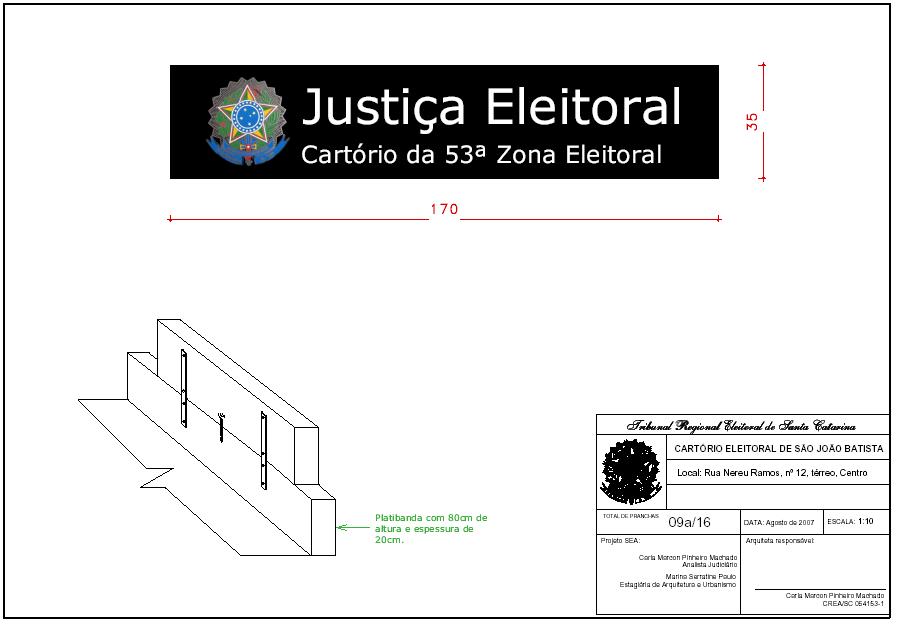 Justiça Eleitoral
Cartório da 53ª Zona Eleitoral
35
170
Platibanda com 80cm de
altura e espessura de
20cm.
Tribunal Regional Eleitoral de Santa Catarina
CARTÓRIO ELEITORAL DE SÃO JOÃO BATISTA
Local: Rua Nereu Ramos, nº 12, térreo, Centro
TOTAL DE PRANCHAS
09a/16
DATA: Agosto de 2007
ESCALA: 1:10
Projeto SEA:
Carla Mercon Pinheiro Machado
Analista Judiciário
Marina Serratine Paulo
Estagiária de Arquitetura e Urbanismo
Arquiteta responsável:
Carla Mercon Pinheiro Machado
CREA/SC 054153-1